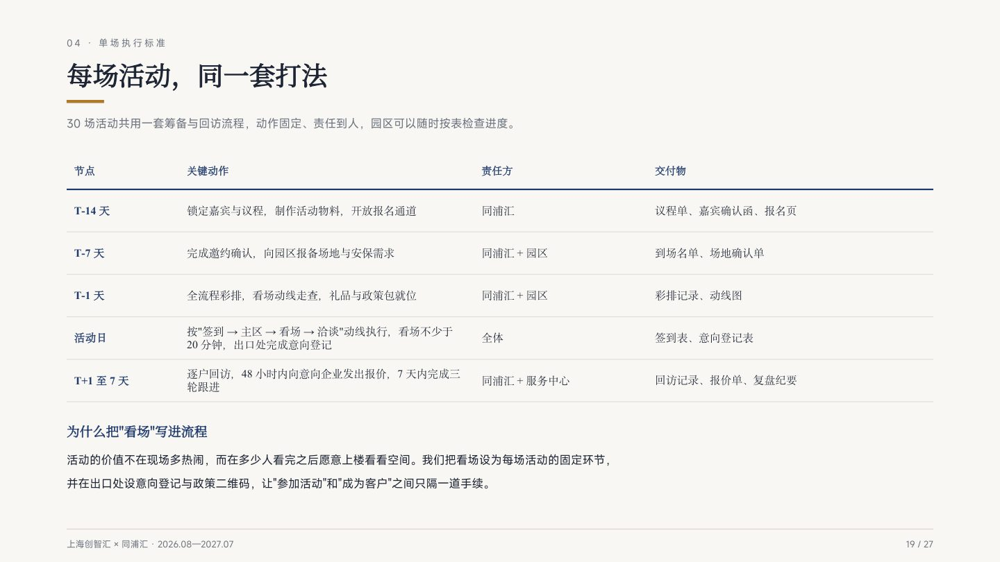 04 · 单场执行标准
每场活动，同一套打法
30 场活动共用一套筹备与回访流程，动作固定、责任到人，园区可以随时按表检查进度。
节点 关键动作 责任方 交付物
T-14 天 锁定嘉宾与议程，制作活动物料，开放报名通道 同浦汇 议程单、嘉宾确认函、报名页
T-7 天 完成邀约确认，向园区报备场地与安保需求 同浦汇 + 园区 到场名单、场地确认单
T-1 天 全流程彩排，看场动线走查，礼品与政策包就位 同浦汇 + 园区 彩排记录、动线图
活动日 按"签到 → 主区 → 看场 → 洽谈"动线执行，看场不少于
20 分钟，出口处完成意向登记 全体 签到表、意向登记表
T+1 至 7 天 逐户回访，48 小时内向意向企业发出报价，7 天内完成三
轮跟进 同浦汇 + 服务中心 回访记录、报价单、复盘纪要
为什么把"看场"写进流程
活动的价值不在现场多热闹，而在多少人看完之后愿意上楼看看空间。我们把看场设为每场活动的固定环节，
并在出口处设意向登记与政策二维码，让"参加活动"和"成为客户"之间只隔一道手续。
上海创智汇 × 同浦汇 · 2026.08—2027.07 19 / 27